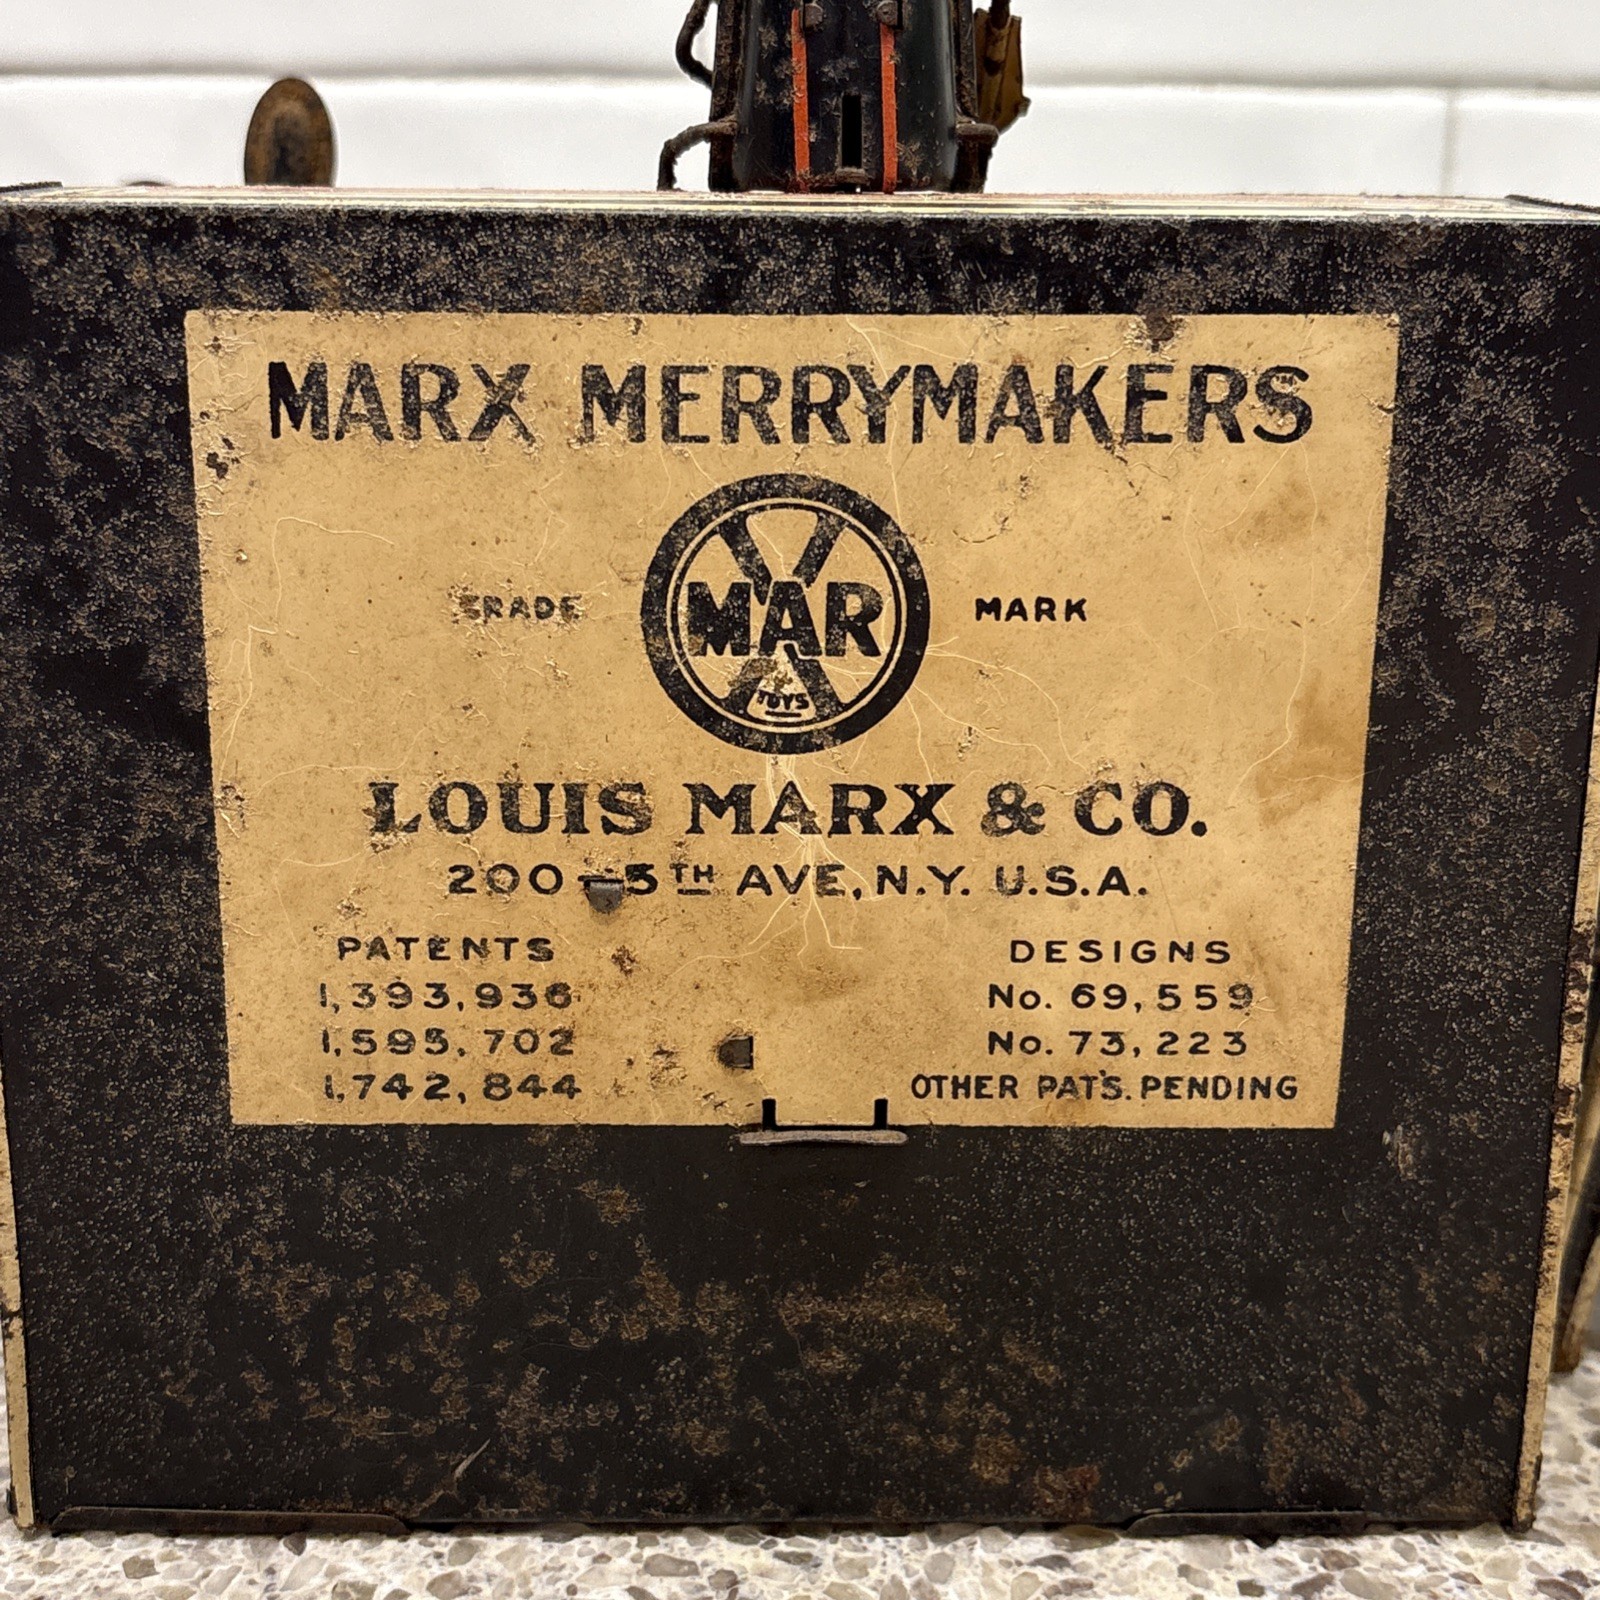 MARX MERRYMAKERS
TRADE MARK
MAR X
TOYS
LOUIS MARX & CO.
200-5TH AVE, N.Y. U.S.A.
PATENTS
1,393,936
1,595,702
1,742,844
DESIGNS
No. 69,559
No. 73,223
OTHER PAT'S. PENDING